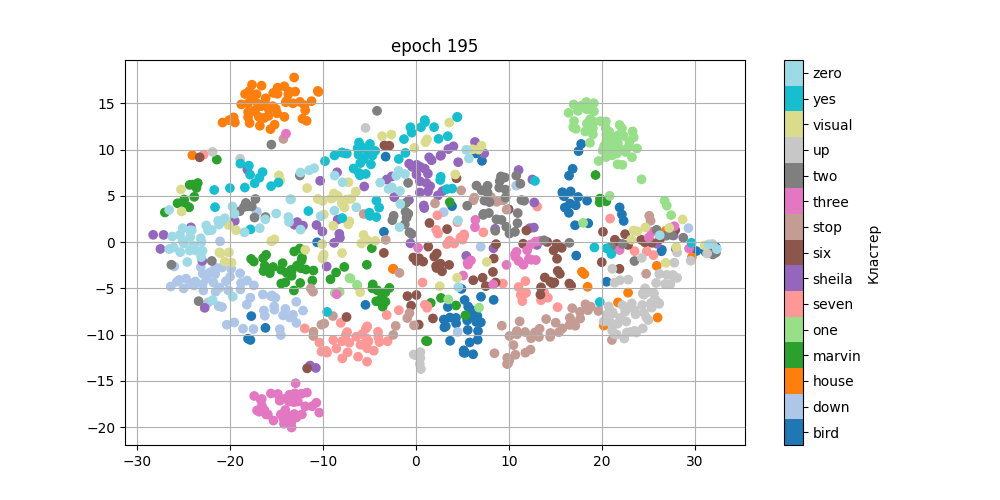 epoch 195
15
10
5
0
−5
−10
−15
−20
−30
−20
−10
0
10
20
30
zero
yes
visual
up
two
three
stop
six
sheila
seven
one
marvin
house
down
bird
Кластер